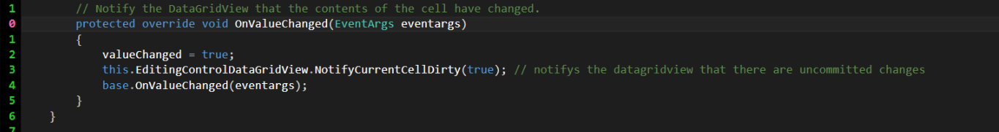 1 // Notify the DataGridView that the contents of the cell have changed.
0 protected override void OnValueChanged(EventArgs eventargs)
1 {
2 valueChanged = true;
3 this.EditingControlDataGridView.NotifyCurrentCellDirty(true); // notifys the datagridview that there are uncommitted changes
4 base.OnValueChanged(eventargs);
5 }
6 }
7